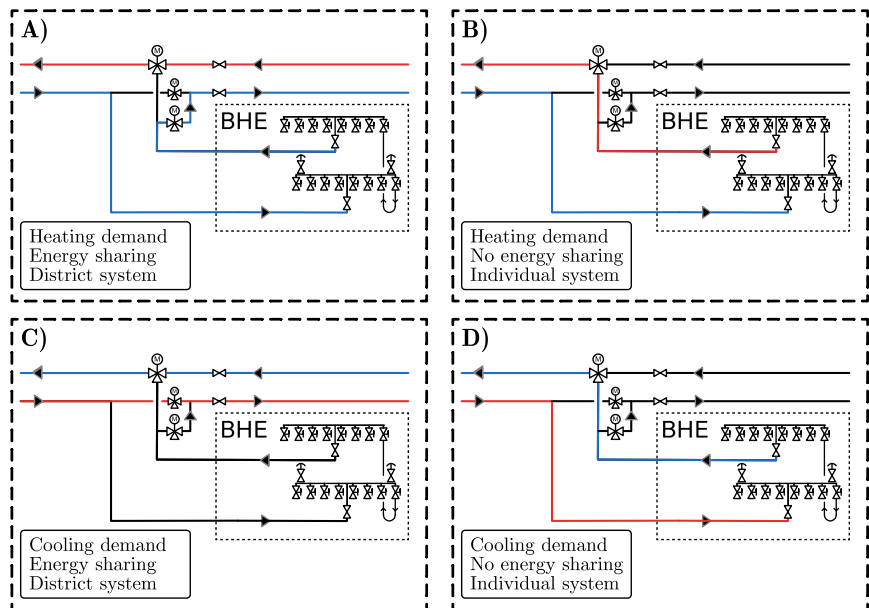 A)
M
M
M
BHE
Heating demand
Energy sharing
District system
B)
M
M
M
BHE
Heating demand
No energy sharing
Individual system
C)
M
M
M
BHE
Cooling demand
Energy sharing
District system
D)
M
M
M
BHE
Cooling demand
No energy sharing
Individual system